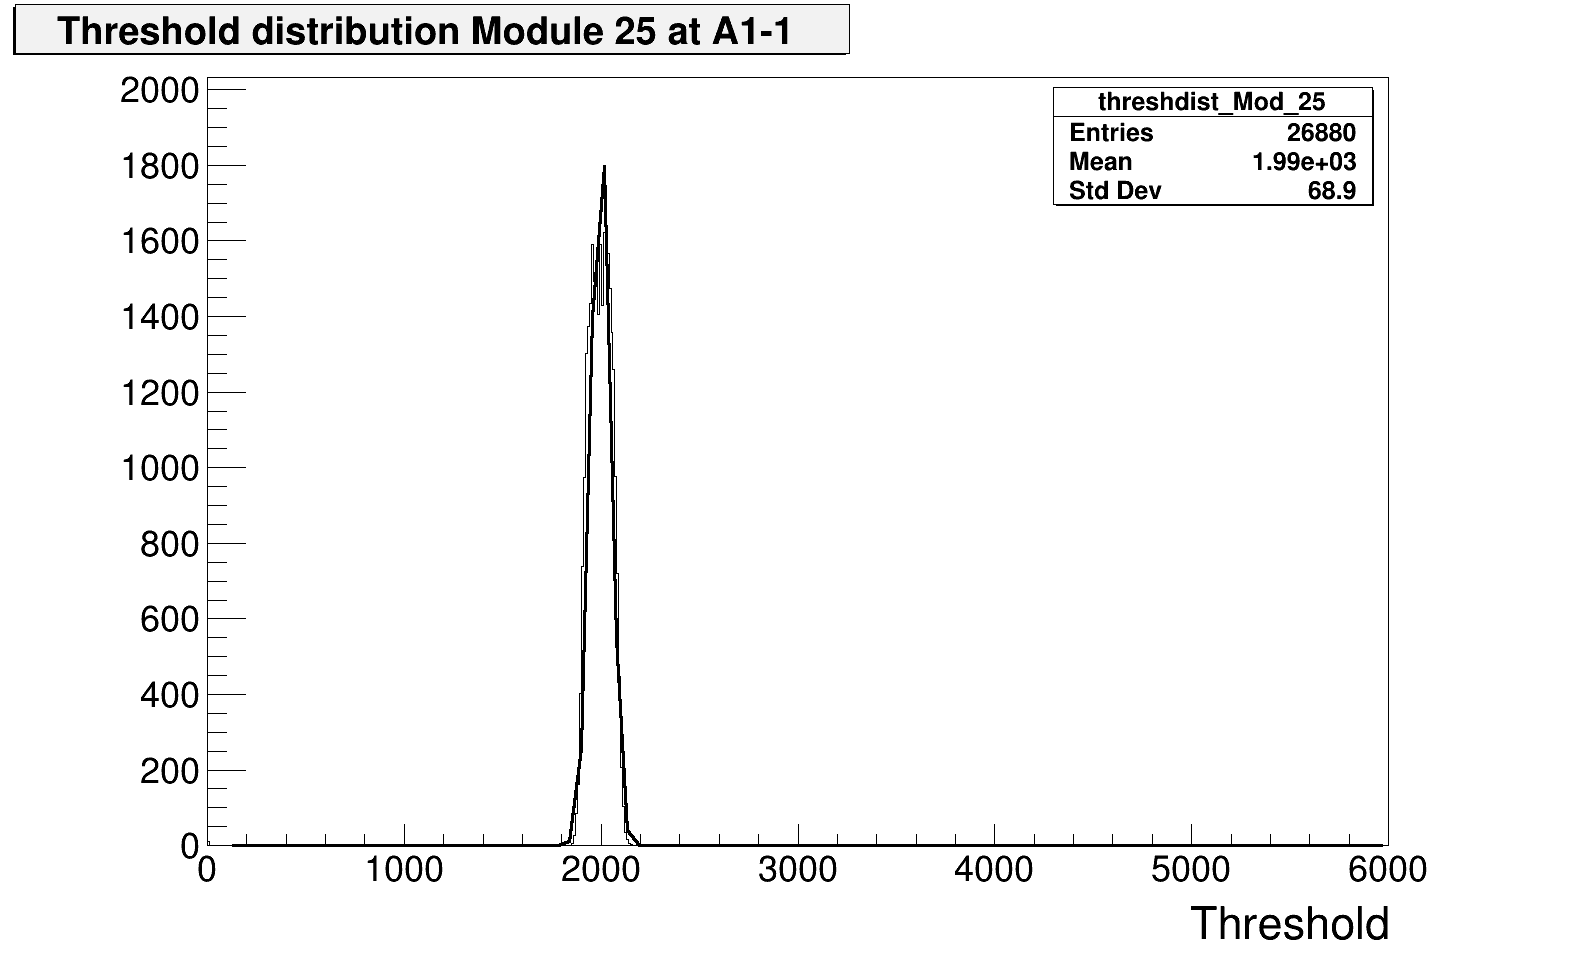 Threshold distribution Module 25 at A1-1
threshdist_Mod_25
Entries 26880
Mean 1.99e+03
Std Dev 68.9
2000
1800
1600
1400
1200
1000
800
600
400
200
0
0 1000 2000 3000 4000 5000 6000
Threshold